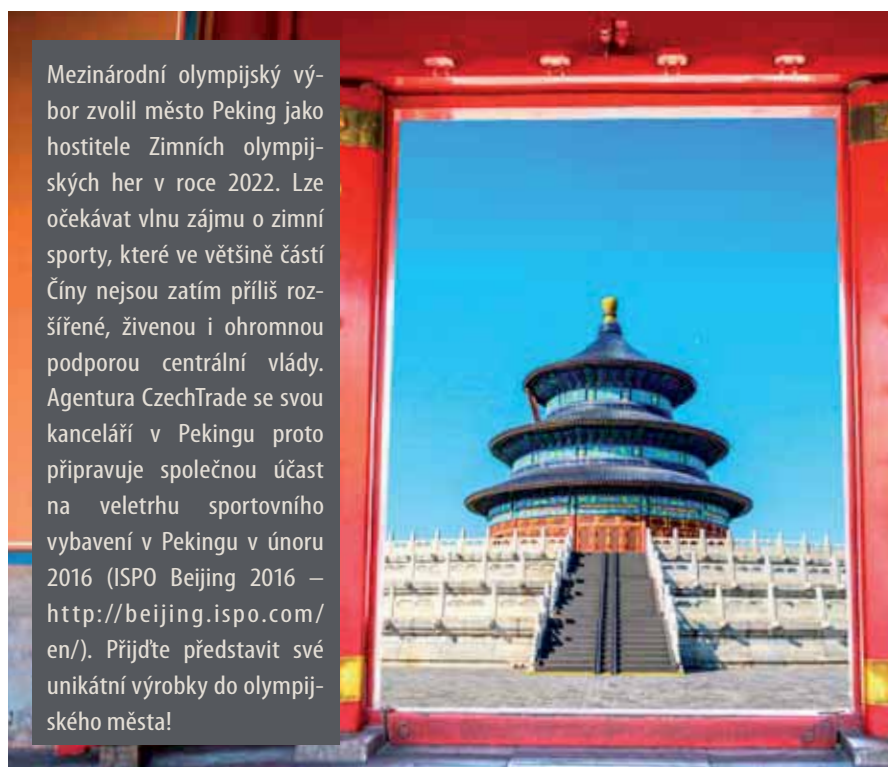 Mezinárodní olympijský vý-
bor zvolil město Peking jako
hostitele Zimních olympij-
ských her v roce 2022. Lze
očekávat vlnu zájmu o zimní
sporty, které ve většině částí
Číny nejsou zatím příliš roz-
šířené, živenou i ohromnou
podporou centrální vlády.
Agentura CzechTrade se svou
kanceláří v Pekingu proto
připravuje společnou účast
na veletrhu sportovního
vybavení v Pekingu v únoru
2016 (ISPO Beijing 2016 –
http://beijing.ispo.com/
en/). Přijďte představit své
unikátní výrobky do olympij-
ského města!